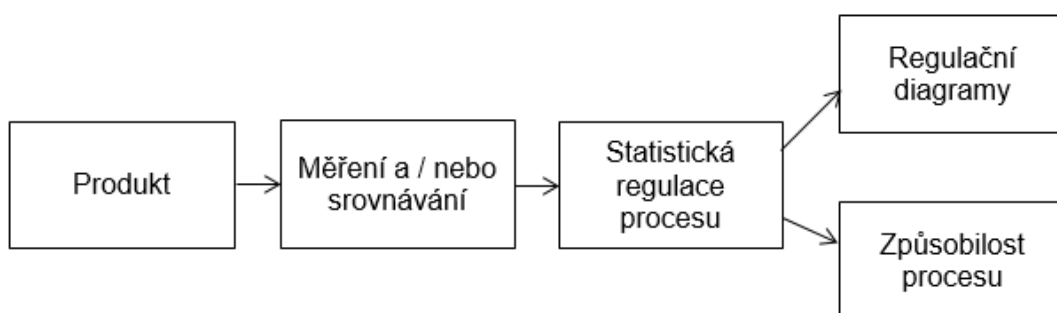 Produkt
Měření a / nebo
srovnávání
Statistická
regulace
procesu
Regulační
diagramy
Způsobilost
procesu